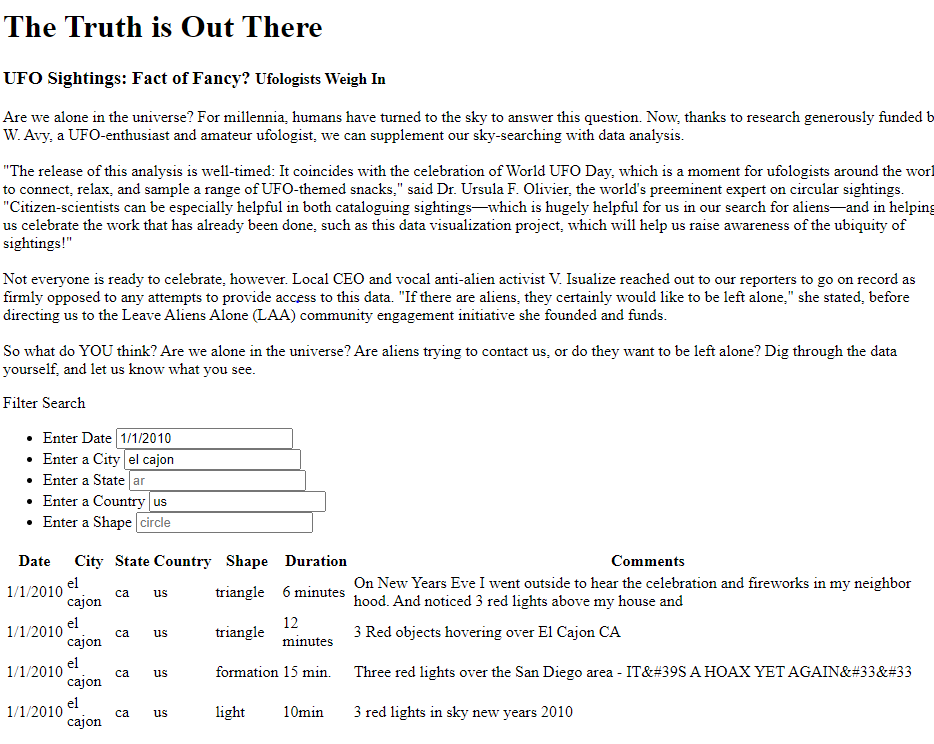 The Truth is Out There
UFO Sightings: Fact of Fancy? Ufologists Weigh In
Are we alone in the universe? For millennia, humans have turned to the sky to answer this question. Now, thanks to research generously funded b
W. Avy, a UFO-enthusiast and amateur ufologist, we can supplement our sky-searching with data analysis.
"The release of this analysis is well-timed: It coincides with the celebration of World UFO Day, which is a moment for ufologists around the worl
to connect, relax, and sample a range of UFO-themed snacks," said Dr. Ursula F. Olivier, the world's preeminent expert on circular sightings.
"Citizen-scientists can be especially helpful in both cataloguing sightings—which is hugely helpful for us in our search for aliens—and in helping
us celebrate the work that has already been done, such as this data visualization project, which will help us raise awareness of the ubiquity of
sightings!"
Not everyone is ready to celebrate, however. Local CEO and vocal anti-alien activist V. Isualize reached out to our reporters to go on record as
firmly opposed to any attempts to provide access to this data. "If there are aliens, they certainly would like to be left alone," she stated, before
directing us to the Leave Aliens Alone (LAA) community engagement initiative she founded and funds.
So what do YOU think? Are we alone in the universe? Are aliens trying to contact us, or do they want to be left alone? Dig through the data
yourself, and let us know what you see.
Filter Search
• Enter Date 1/1/2010
• Enter a City el cajon
• Enter a State ar
• Enter a Country us
• Enter a Shape circle
Date City State Country Shape Duration Comments
1/1/2010 el cajon ca us triangle 6 minutes On New Years Eve I went outside to hear the celebration and fireworks in my neighbor hood. And noticed 3 red lights above my house and
1/1/2010 el cajon ca us triangle 12 minutes 3 Red objects hovering over El Cajon CA
1/1/2010 el cajon ca us formation 15 min. Three red lights over the San Diego area - IT&#39S A HOAX YET AGAIN&#33&#33
1/1/2010 el cajon ca us light 10min 3 red lights in sky new years 2010